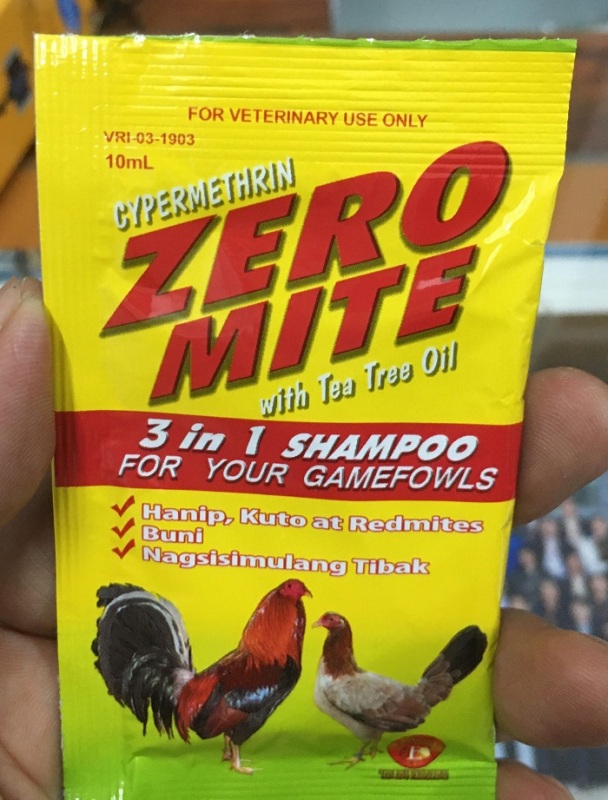 FOR VETERINARY USE ONLY
VRI-03-1903
10mL
CYPERMETHRIN
ZERO
MITE
with Tea Tree Oil
3 in 1 SHAMPOO
FOR YOUR GAMEFOWLS
Hanip, Kuto at Redmites
Buni
Nagsisimulang Tibak